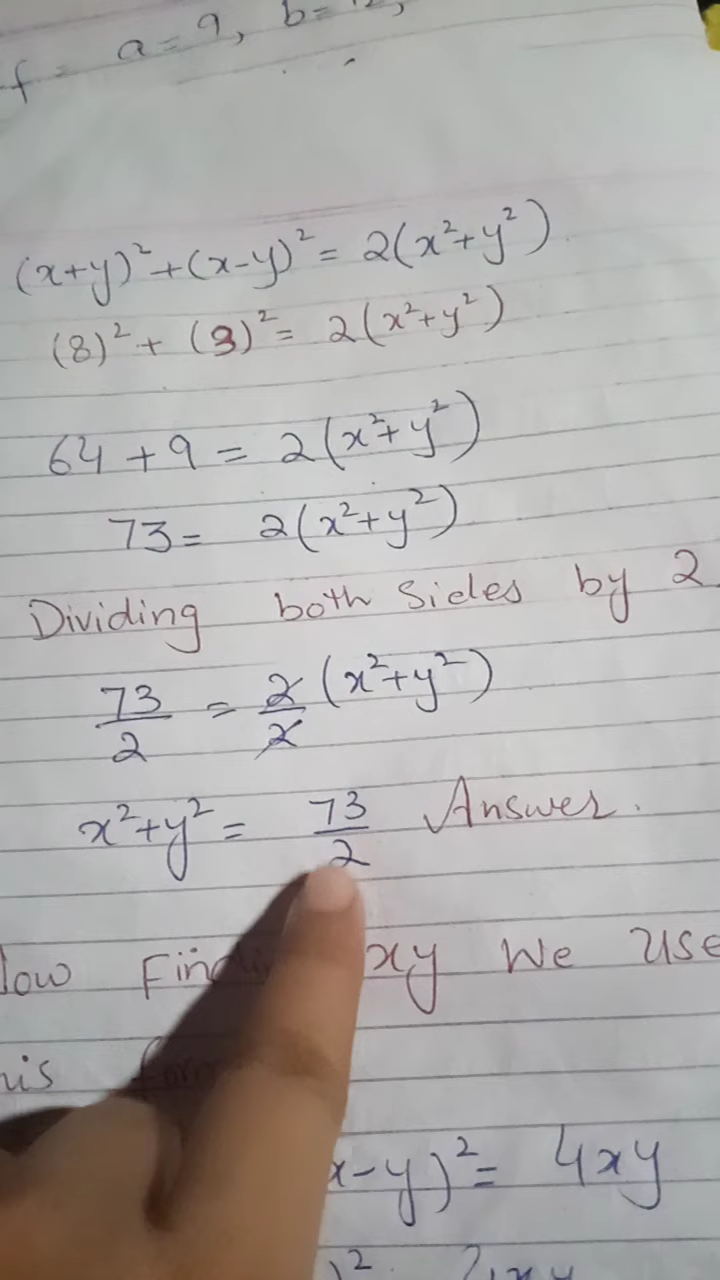 a = 9, b =
(x+y)² + (x-y)² = 2(x²+y²)
(8)² + (3)² = 2(x²+y²)
64 + 9 = 2(x²+y²)
73 = 2(x²+y²)
Dividing both sides by 2
73/2 = 2/2 (x²+y²)
x²+y² = 73/2 Answer.
xy We use
x-y)² = 4xy
)²